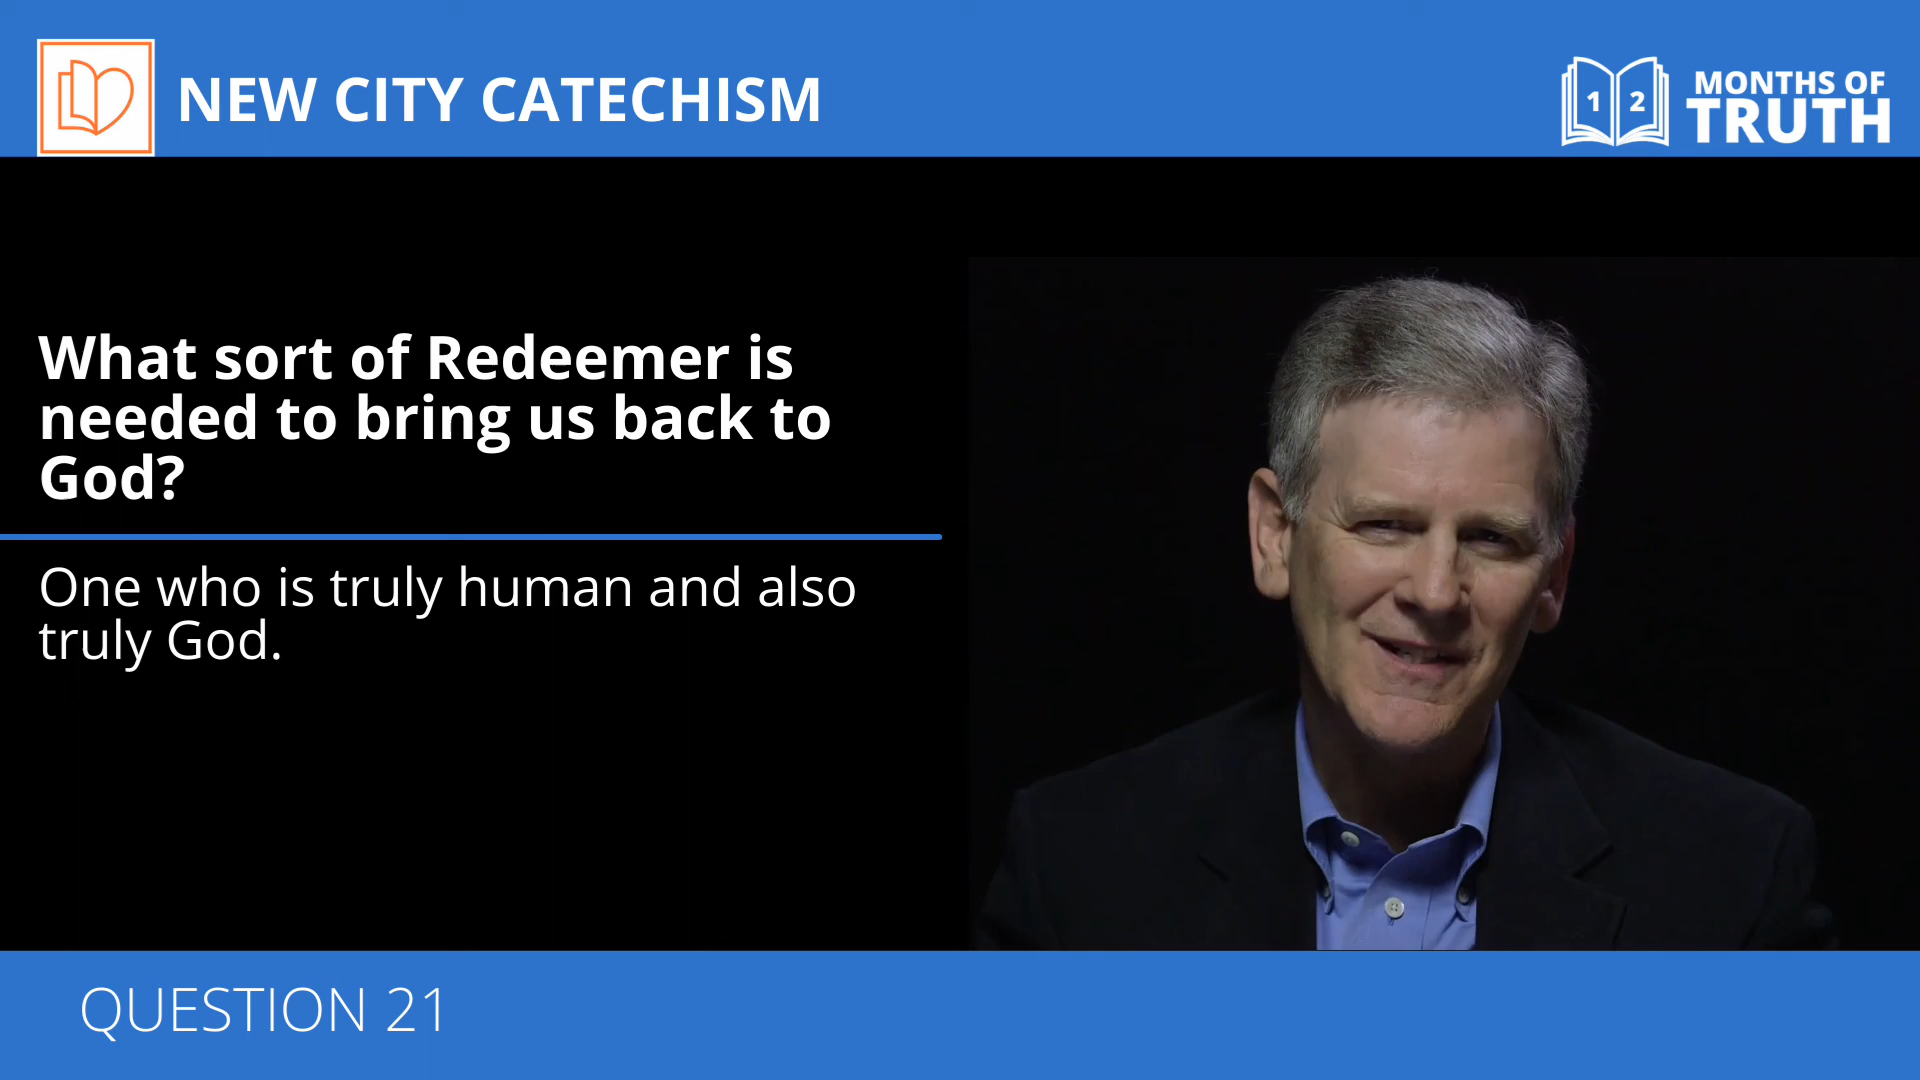 NEW CITY CATECHISM
1 2
MONTHS OF
TRUTH
What sort of Redeemer is
needed to bring us back to
God?
One who is truly human and also
truly God.
QUESTION 21